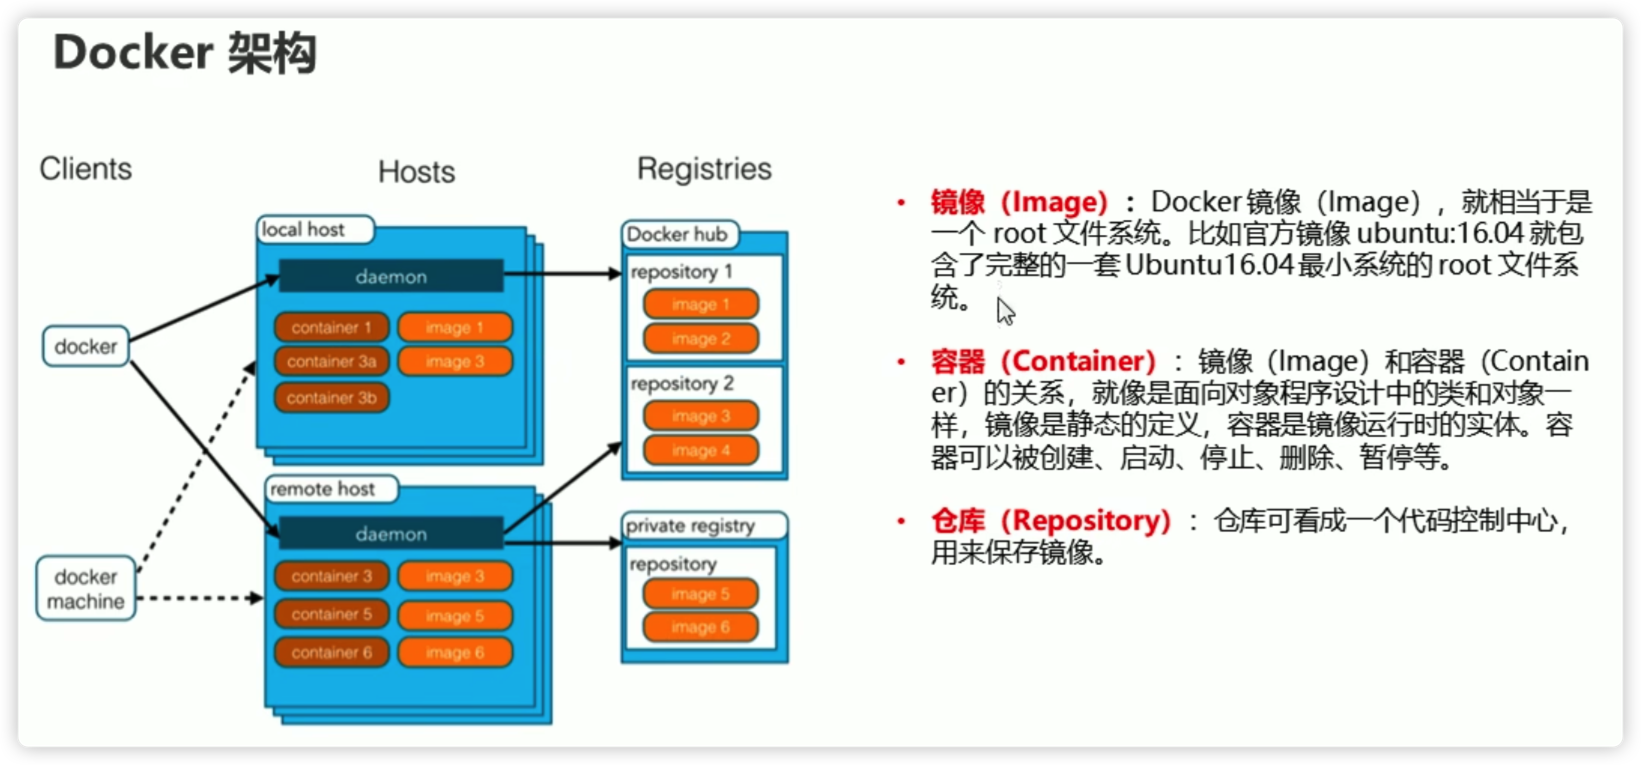 Docker 架构
Clients
Hosts
Registries
local host
daemon
container 1
image 1
container 3a
image 3
container 3b
docker
docker
machine
remote host
daemon
container 3
image 3
container 5
image 5
container 6
image 6
Docker hub
repository 1
image 1
image 2
repository 2
image 3
image 4
private registry
repository
image 5
image 6
• 镜像（Image）：Docker镜像（Image），就相当于是
一个 root 文件系统。比如官方镜像 ubuntu:16.04 就包
含了完整的一套Ubuntu16.04最小系统的 root 文件系
统。
• 容器（Container）：镜像（Image）和容器（Contain
er）的关系，就像是面向对象程序设计中的类和对象一
样，镜像是静态的定义，容器是镜像运行时的实体。容
器可以被创建、启动、停止、删除、暂停等。
• 仓库（Repository）：仓库可看成一个代码控制中心，
用来保存镜像。